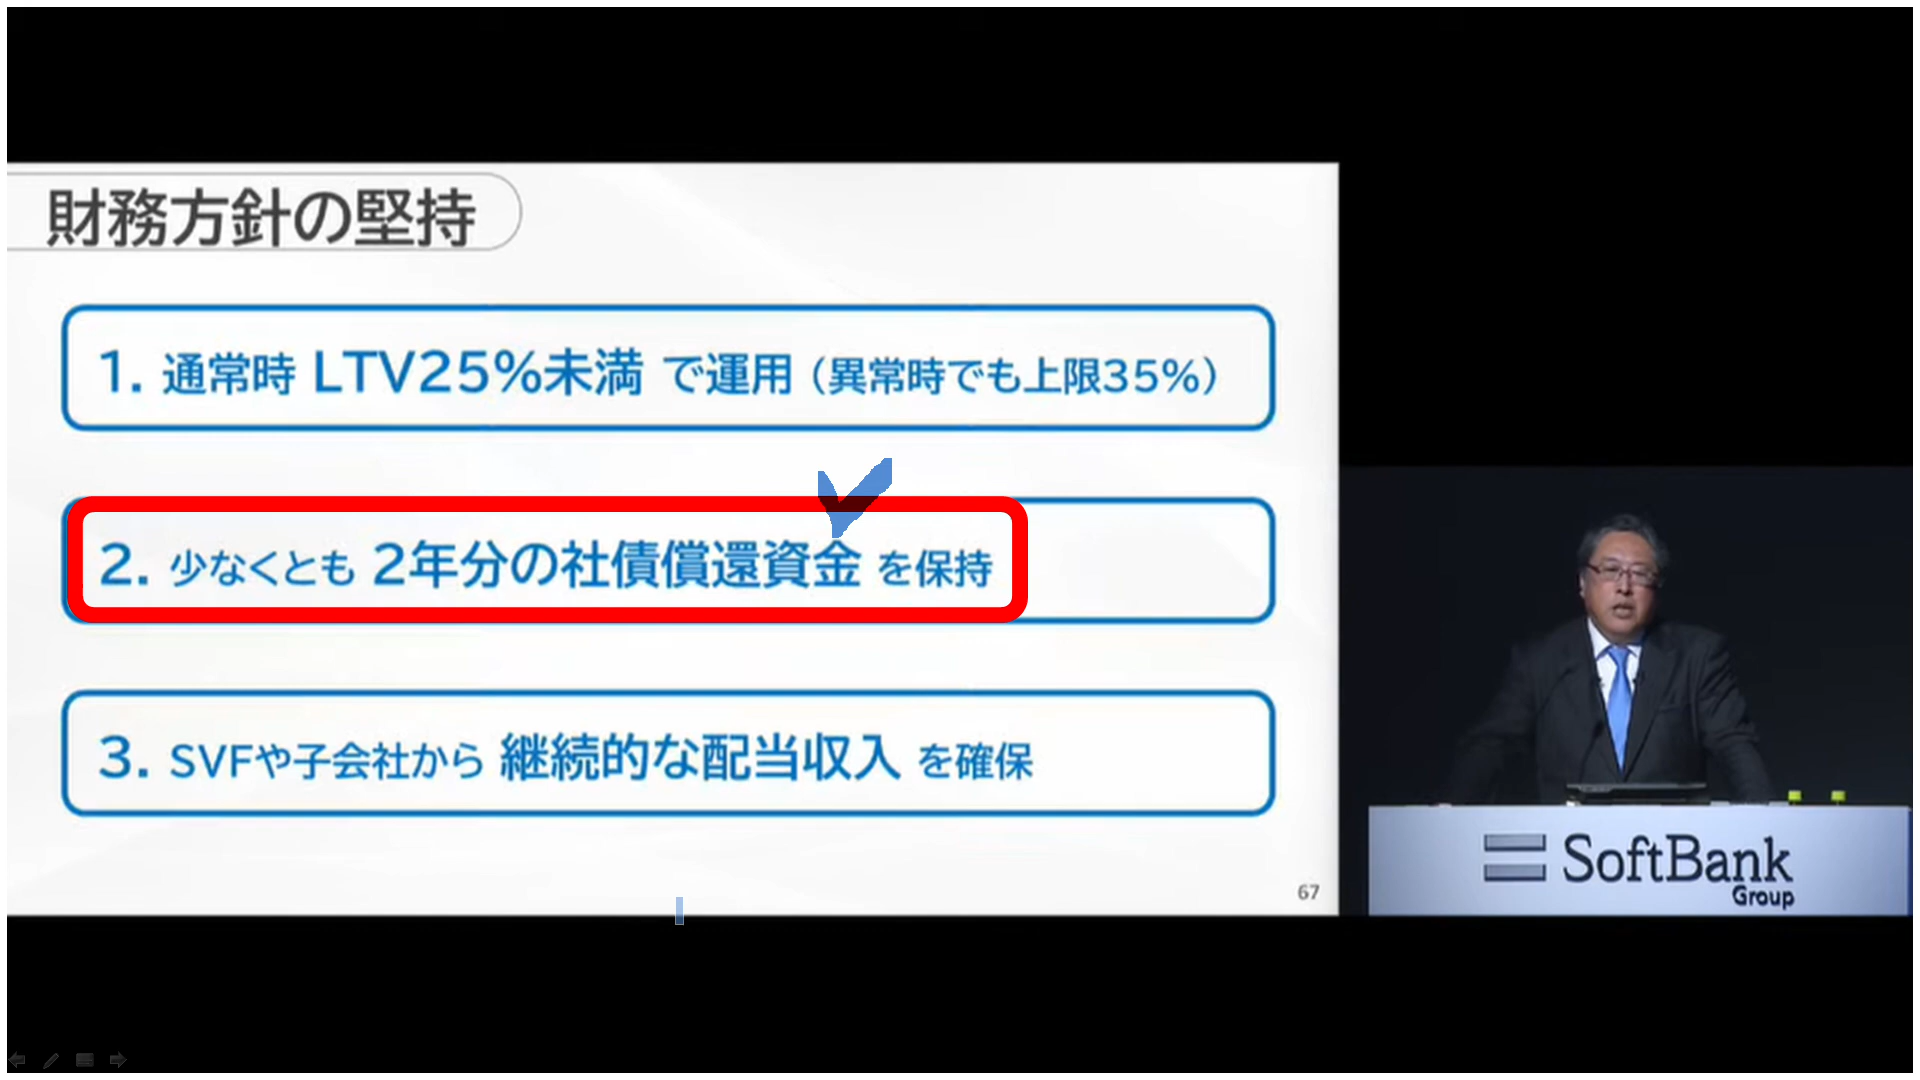 財務方針の堅持
1. 通常時 LTV25%未満 で運用 (異常時でも上限35%)
2. 少なくとも 2年分の社債償還資金 を保持
3. SVFや子会社から 継続的な配当収入 を確保
67
SoftBank
Group